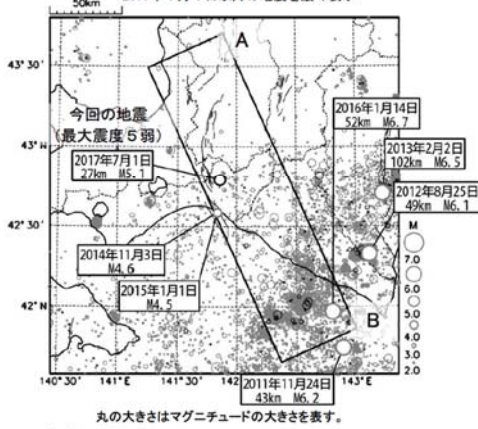 50km
43°30'
A
今回の地震
(最大震度5弱)
2016年1月14日
52km M6.7
43°N
2013年2月2日
102km M6.5
2017年7月1日
27km M5.1
2012年8月25日
49km M6.1
42°30'
M
7.0
6.0
5.0
4.0
3.0
2.0
2014年11月3日
M4.6
2015年1月1日
M4.5
42°N
B
2011年11月24日
43km M6.2
140°30'E
141°E
141°30'
142°
143°E
丸の大きさはマグニチュードの大きさを表す。